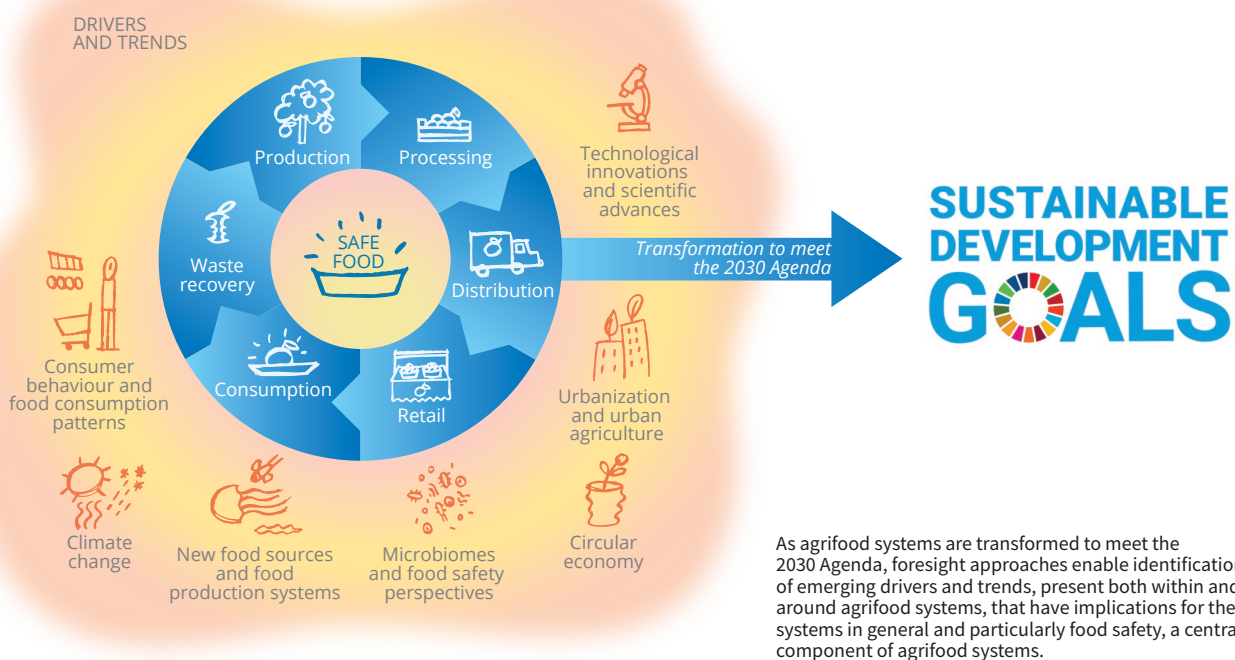 DRIVERS
AND TRENDS
Production
Processing
Distribution
Retail
Consumption
Waste
recovery
SAFE
FOOD
Technological
innovations
and scientific
advances
Transformation to meet
the 2030 Agenda
SUSTAINABLE
DEVELOPMENT
GOALS
Consumer
behaviour and
food consumption
patterns
Urbanization
and urban
agriculture
Climate
change
New food sources
and food
production systems
Microbiomes
and food safety
perspectives
Circular
economy
As agrifood systems are transformed to meet the
2030 Agenda, foresight approaches enable identification
of emerging drivers and trends, present both within and
around agrifood systems, that have implications for the
systems in general and particularly food safety, a centra
component of agrifood systems.